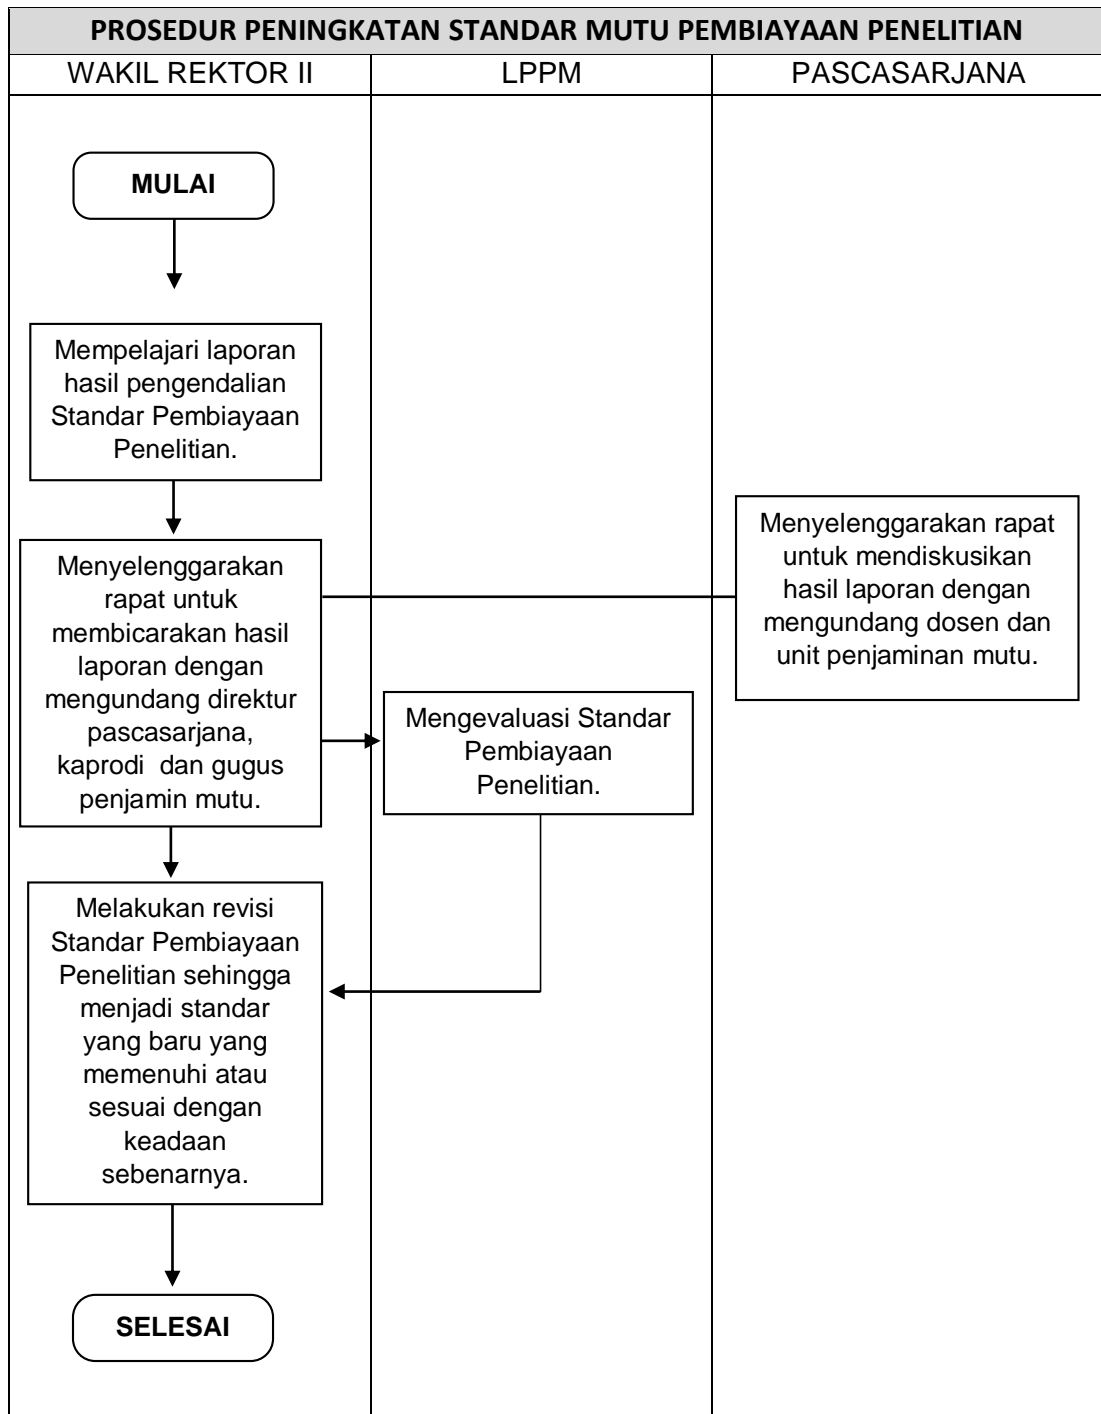 PROSEDUR PENINGKATAN STANDAR MUTU PEMBIAYAAN PENELITIAN
WAKIL REKTOR II
LPPM
PASCASARJANA
MULAI
Mempelajari laporan
hasil pengendalian
Standar Pembiayaan
Penelitian.
Menyelenggarakan
rapat untuk
membicarakan hasil
laporan dengan
mengundang direktur
pascasarjana,
kaprodi dan gugus
penjamin mutu.
Menyelenggarakan rapat
untuk mendiskusikan
hasil laporan dengan
mengundang dosen dan
unit penjaminan mutu.
Mengevaluasi Standar
Pembiayaan
Penelitian.
Melakukan revisi
Standar Pembiayaan
Penelitian sehingga
menjadi standar
yang baru yang
memenuhi atau
sesuai dengan
keadaan
sebenarnya.
SELESAI